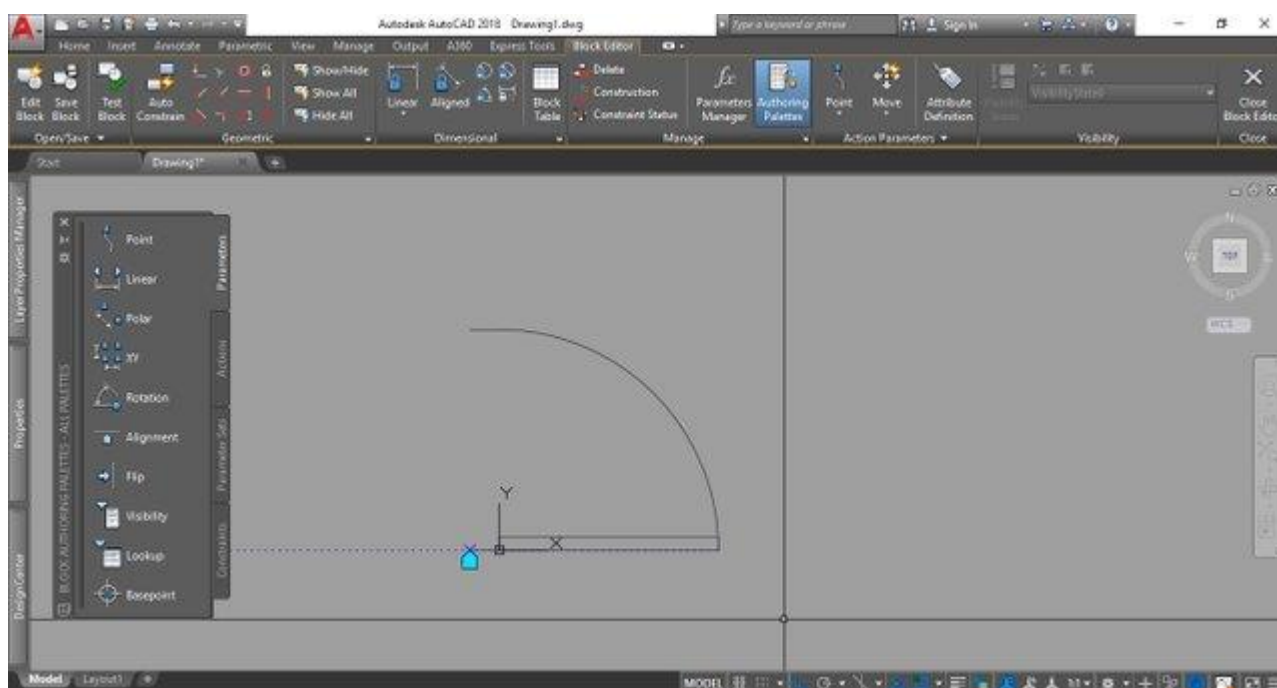 Autodesk AutoCAD 2018 Drawing1.dwg
Type a keyword or phrase
Sign In
Home Insert Annotate Parametric View Manage Output A360 Express Tools Block Editor
Edit Block
Save Block
Test Block
Auto Constrain
Show/Hide
Show All
Hide All
Linear
Aligned
Block Table
Delete
Construction
Constraint Status
Parameters Manager
Authoring Palettes
Point
Move
Attribute Definition
VisibilityState0
Close Block Edito
Open/Save Geometric Dimensional Manage Action Parameters Visibility Close
Start Drawing1*
Layer Properties Manager
Properties
Design Center
BLOCK AUTHORING PALETTES - ALL PALETTES
Point
Linear
Polar
XY
Rotation
Alignment
Flip
Visibility
Lookup
Basepoint
Parameters
Actions
Parameter Sets
Constraints
Y
X
N
W
TOP
S
Model Layout1 +
MODEL